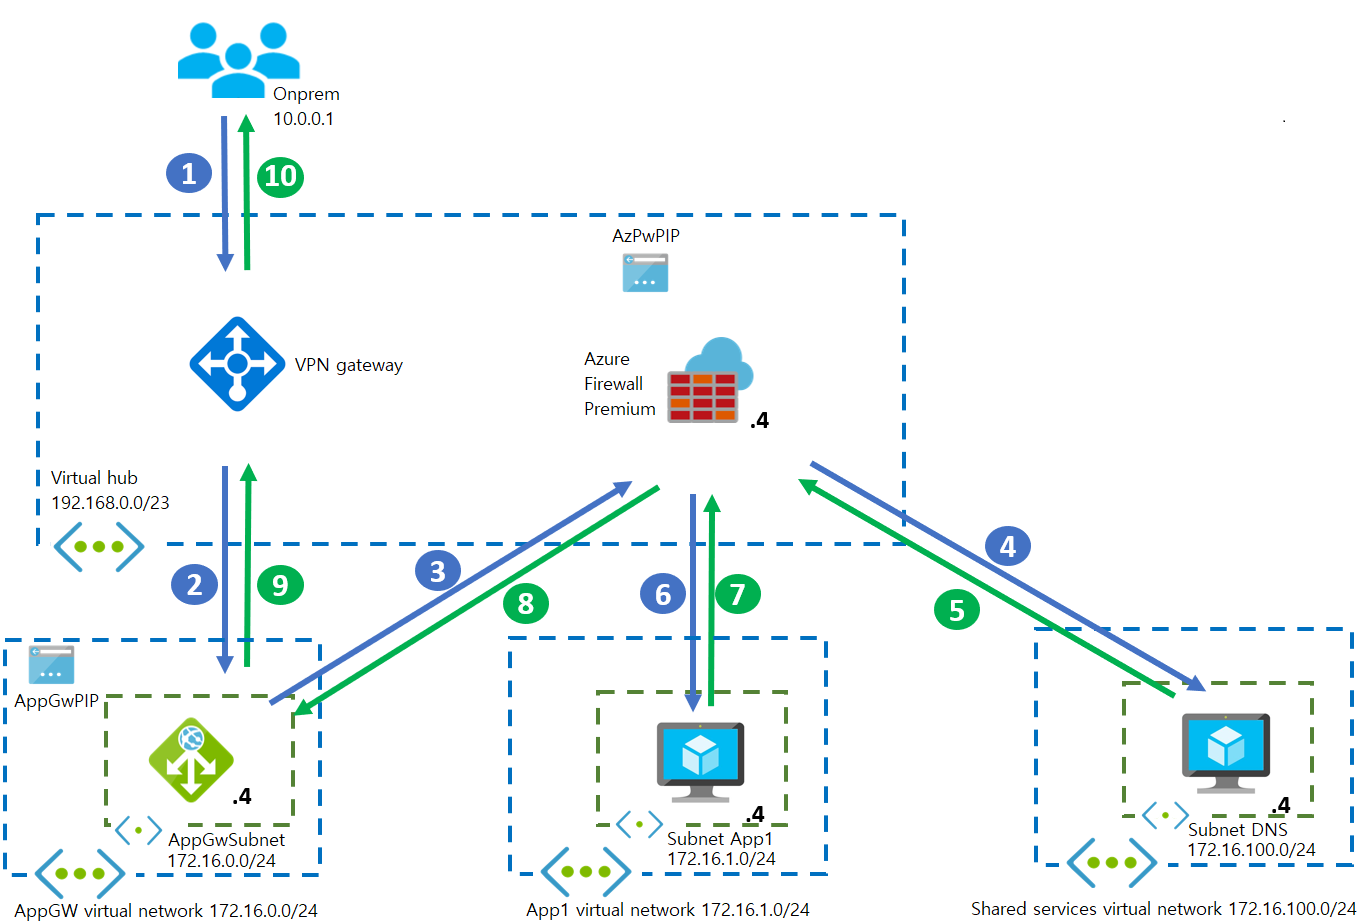 Onprem
10.0.0.1
1
10
AzPwPIP
VPN gateway
Azure
Firewall
Premium
.4
Virtual hub
192.168.0.0/23
2
9
3
8
6
7
4
5
AppGwPIP
.4
AppGwSubnet
172.16.0.0/24
AppGW virtual network 172.16.0.0/24
.4
Subnet App1
172.16.1.0/24
App1 virtual network 172.16.1.0/24
.4
Subnet DNS
172.16.100.0/24
Shared services virtual network 172.16.100.0/24